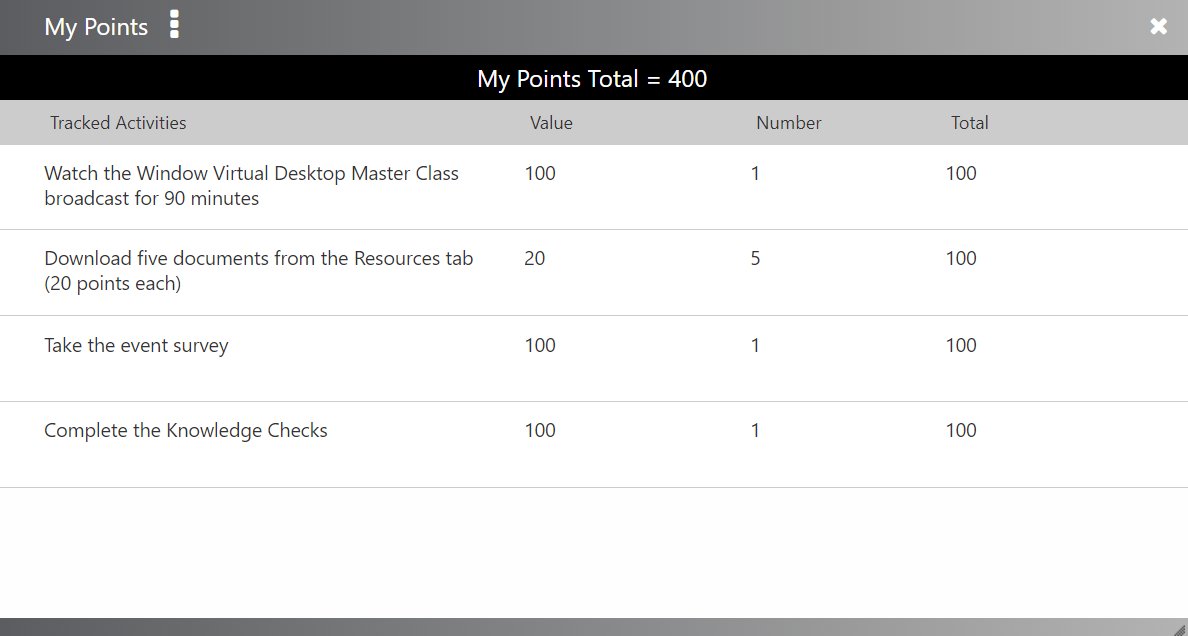 My Points
My Points Total = 400
Tracked Activities Value Number Total
Watch the Window Virtual Desktop Master Class 100 1 100
broadcast for 90 minutes
Download five documents from the Resources tab 20 5 100
(20 points each)
Take the event survey 100 1 100
Complete the Knowledge Checks 100 1 100